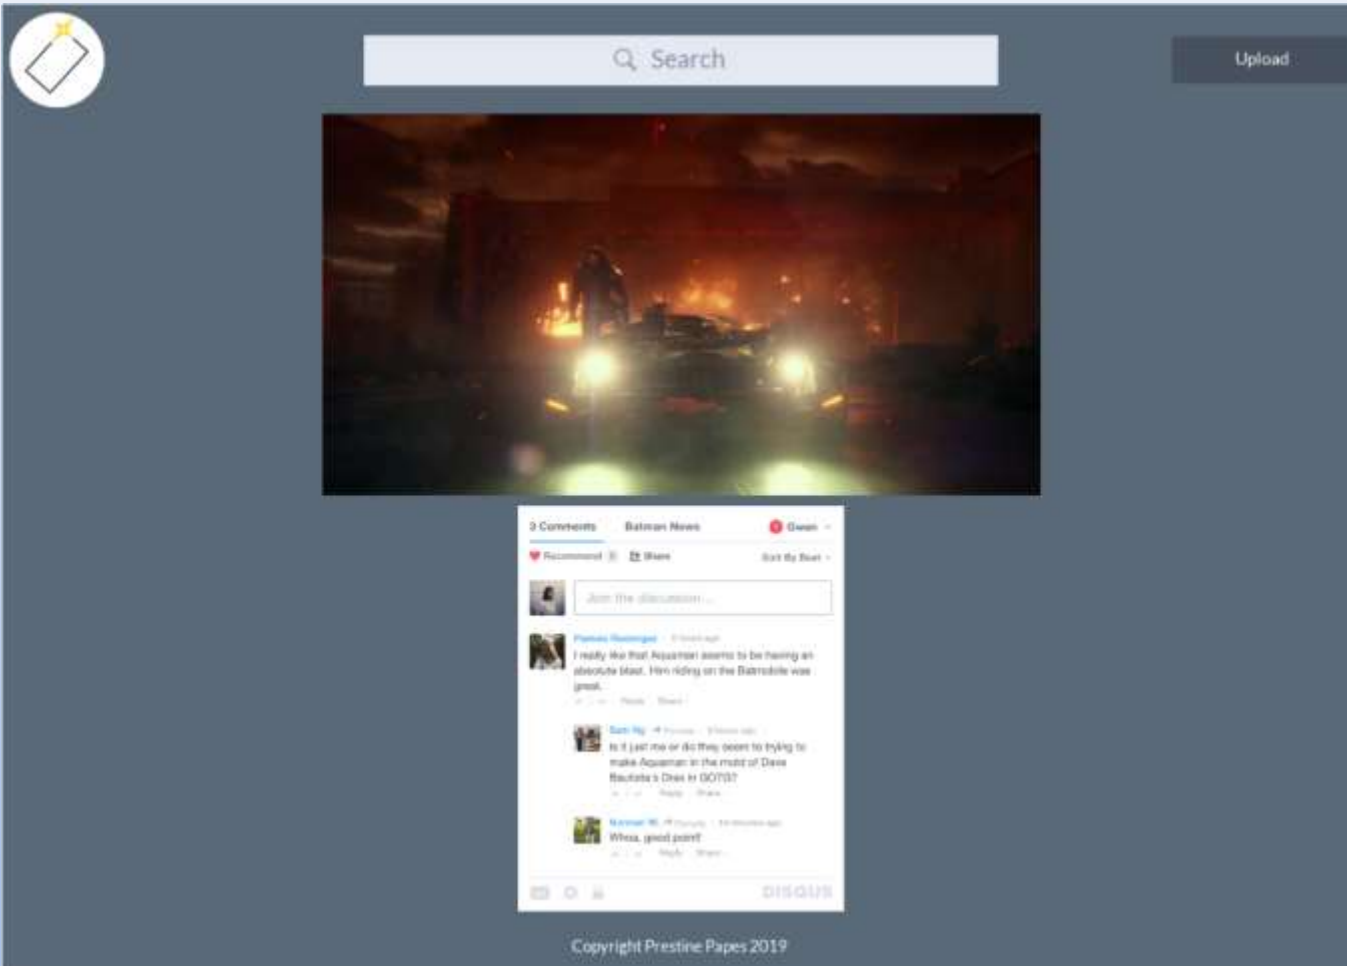 Search
Upload
3 Comments
Batman News
Gwen
Recommend
Share
Sort By Best
Join the discussion...
I really like that Aquaman seems to be having an
absolute blast. Him riding on the Batmobile was
great.
Reply Share
Sam Ng
Is it just me or do they seem to trying to
make Aquaman in the mold of Dave
Bautista's Drax in GOTG?
Reply Share
Norman W.
Whoa, good point!
Reply Share
DISQUS
Copyright Prestine Papes 2019